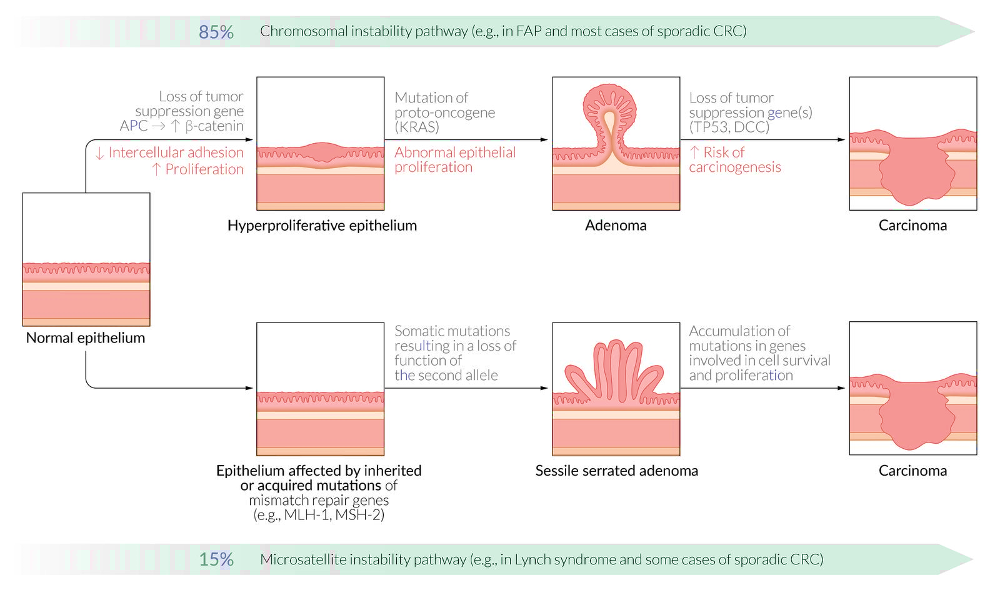 85% Chromosomal instability pathway (e.g., in FAP and most cases of sporadic CRC)
Loss of tumor
suppression gene
APC → ↑ β-catenin
↓ Intercellular adhesion
↑ Proliferation
Mutation of
proto-oncogene
(KRAS)
Abnormal epithelial
proliferation
Loss of tumor
suppression gene(s)
(TP53, DCC)
↑ Risk of
carcinogenesis
Hyperproliferative epithelium
Adenoma
Carcinoma
Normal epithelium
Somatic mutations
resulting in a loss of
function of
the second allele
Accumulation of
mutations in genes
involved in cell survival
and proliferation
Epithelium affected by inherited
or acquired mutations of
mismatch repair genes
(e.g., MLH-1, MSH-2)
Sessile serrated adenoma
Carcinoma
15% Microsatellite instability pathway (e.g., in Lynch syndrome and some cases of sporadic CRC)